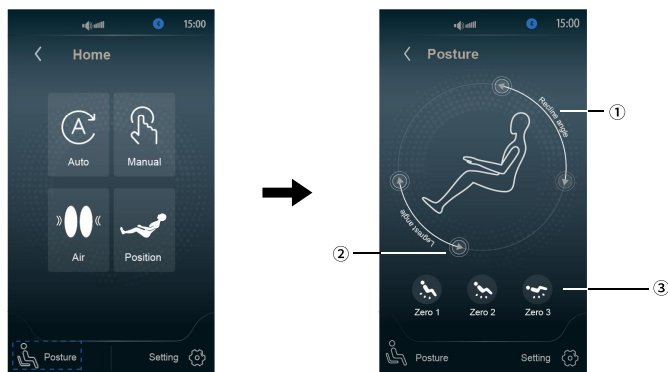 15:00
Home
A
Auto
Manual
Air
Position
Posture
Setting
15:00
Posture
Recline angle
①
Legrest angle
②
Zero 1
Zero 2
Zero 3
③
Posture
Setting